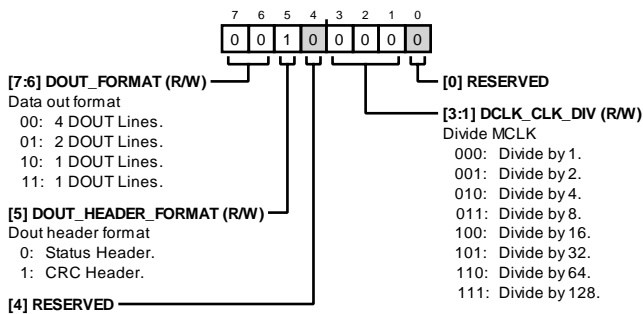 7 6 5 4 3 2 1 0
0 0 1 0 0 0 0 0
[7:6] DOUT_FORMAT (R/W)
Data out format
00: 4 DOUT Lines.
01: 2 DOUT Lines.
10: 1 DOUT Lines.
11: 1 DOUT Lines.
[5] DOUT_HEADER_FORMAT (R/W)
Dout header format
0: Status Header.
1: CRC Header.
[4] RESERVED
[0] RESERVED
[3:1] DCLK_CLK_DIV (R/W)
Divide MCLK
000: Divide by 1.
001: Divide by 2.
010: Divide by 4.
011: Divide by 8.
100: Divide by 16.
101: Divide by 32.
110: Divide by 64.
111: Divide by 128.